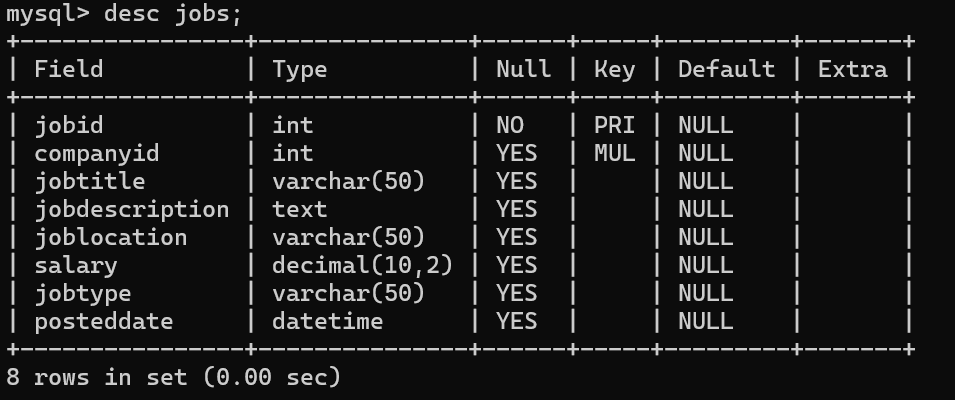 mysql> desc jobs;
+----------------+---------------+------+-----+---------+-------+
| Field          | Type          | Null | Key | Default | Extra |
+----------------+---------------+------+-----+---------+-------+
| jobid          | int           | NO   | PRI | NULL    |       |
| companyid      | int           | YES  | MUL | NULL    |       |
| jobtitle       | varchar(50)   | YES  |     | NULL    |       |
| jobdescription | text          | YES  |     | NULL    |       |
| joblocation    | varchar(50)   | YES  |     | NULL    |       |
| salary         | decimal(10,2) | YES  |     | NULL    |       |
| jobtype        | varchar(50)   | YES  |     | NULL    |       |
| posteddate     | datetime      | YES  |     | NULL    |       |
+----------------+---------------+------+-----+---------+-------+
8 rows in set (0.00 sec)